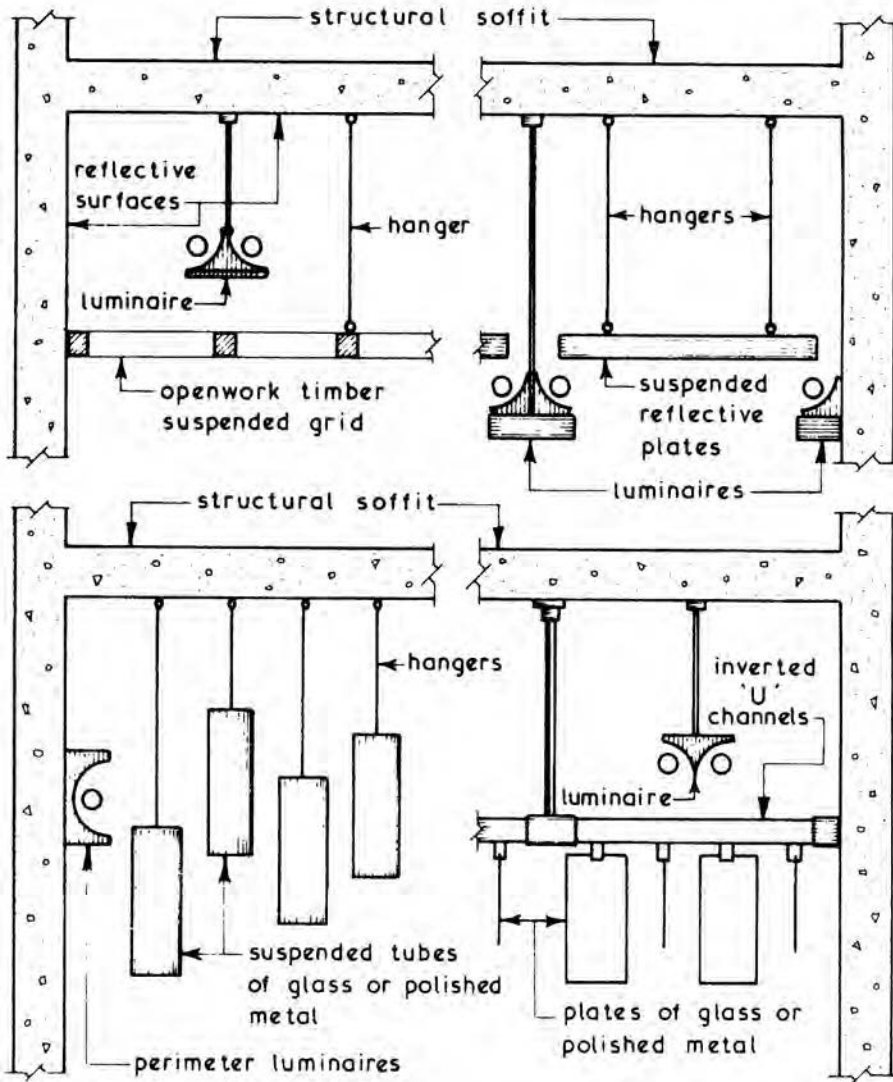 structural soffit
reflective
surfaces
hanger
hangers
luminaire
openwork timber
suspended grid
suspended
reflective
plates
luminaires
structural soffit
hangers
inverted
'U'
channels
luminaire
suspended tubes
of glass or polished
metal
plates of glass or
polished metal
perimeter luminaires